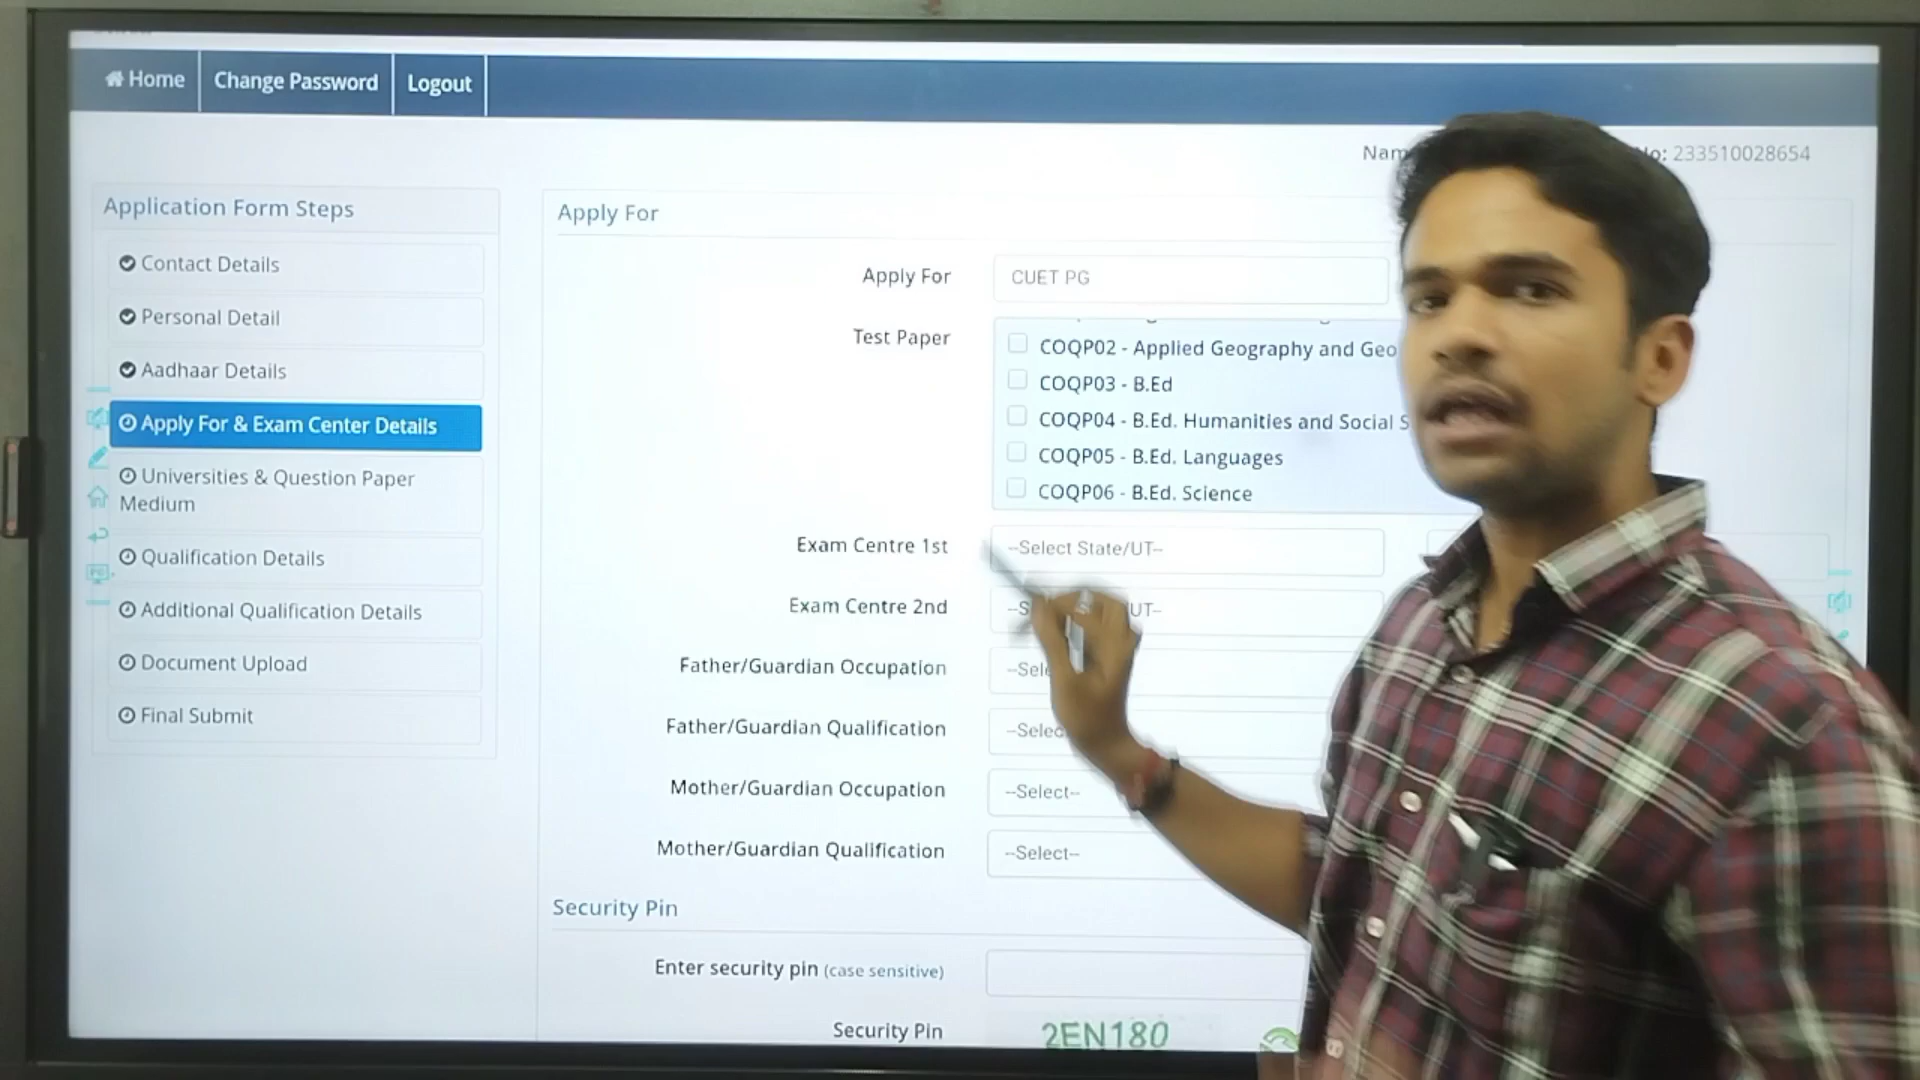 Home
Change Password
Logout
No: 233510028654
Application Form Steps
Contact Details
Personal Detail
Aadhaar Details
Apply For & Exam Center Details
Universities & Question Paper
Medium
Qualification Details
Additional Qualification Details
Document Upload
Final Submit
Apply For
Apply For
CUET PG
Test Paper
COQP02 - Applied Geography and Geo
COQP03 - B.Ed
COQP04 - B.Ed. Humanities and Social S
COQP05 - B.Ed. Languages
COQP06 - B.Ed. Science
Exam Centre 1st
--Select State/UT--
Exam Centre 2nd
UT--
Father/Guardian Occupation
Father/Guardian Qualification
Mother/Guardian Occupation
--Select--
Mother/Guardian Qualification
--Select--
Security Pin
Enter security pin (case sensitive)
Security Pin
2EN180